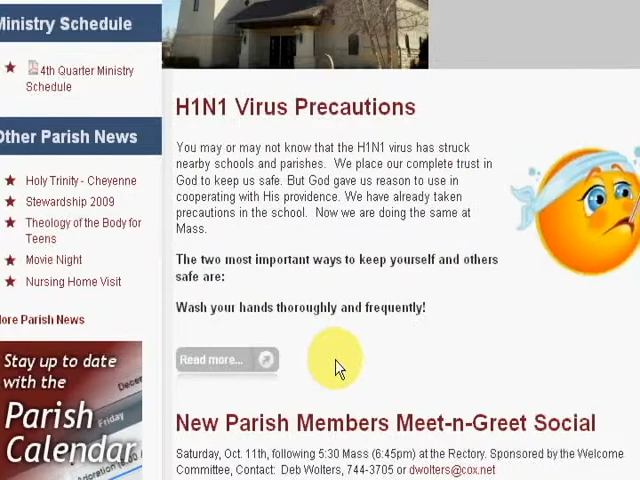 Ministry Schedule
4th Quarter Ministry
Schedule
Other Parish News
Holy Trinity - Cheyenne
Stewardship 2009
Theology of the Body for
Teens
Movie Night
Nursing Home Visit
More Parish News
Stay up to date
with the
Parish
Calendar
Friday
H1N1 Virus Precautions
You may or may not know that the H1N1 virus has struck
nearby schools and parishes. We place our complete trust in
God to keep us safe. But God gave us reason to use in
cooperating with His providence. We have already taken
precautions in the school. Now we are doing the same at
Mass.
The two most important ways to keep yourself and others
safe are:
Wash your hands thoroughly and frequently!
Read more...
New Parish Members Meet-n-Greet Social
Saturday, Oct. 11th, following 5:30 Mass (6:45pm) at the Rectory. Sponsored by the Welcome
Committee, Contact: Deb Wolters, 744-3705 or dwolters@cox.net